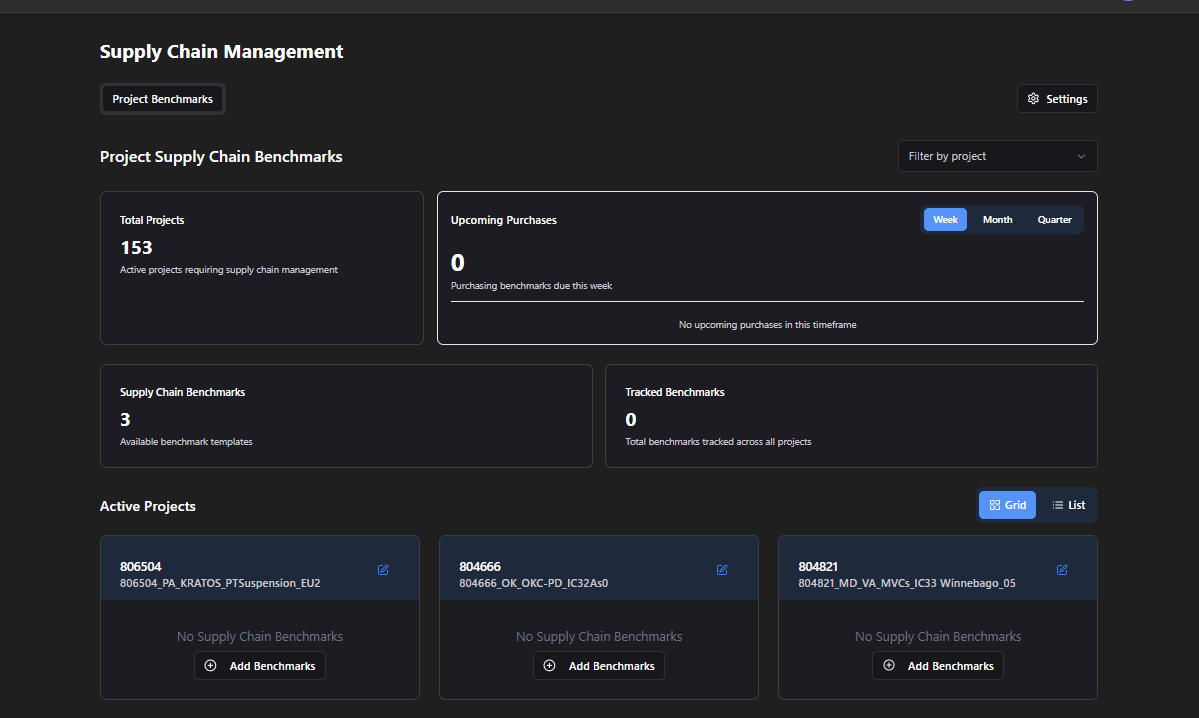 Supply Chain Management
Project Benchmarks
Settings
Project Supply Chain Benchmarks
Filter by project
Total Projects
153
Active projects requiring supply chain management
Upcoming Purchases
Week
Month
Quarter
0
Purchasing benchmarks due this week
No upcoming purchases in this timeframe
Supply Chain Benchmarks
3
Available benchmark templates
Tracked Benchmarks
0
Total benchmarks tracked across all projects
Active Projects
Grid
List
806504
806504_PA_KRATOS_PTSuspension_EU2
No Supply Chain Benchmarks
Add Benchmarks
804666
804666_OK_OKC-PD_IC32As0
No Supply Chain Benchmarks
Add Benchmarks
804821
804821_MD_VA_MVCs_IC33 Winnebago_05
No Supply Chain Benchmarks
Add Benchmarks